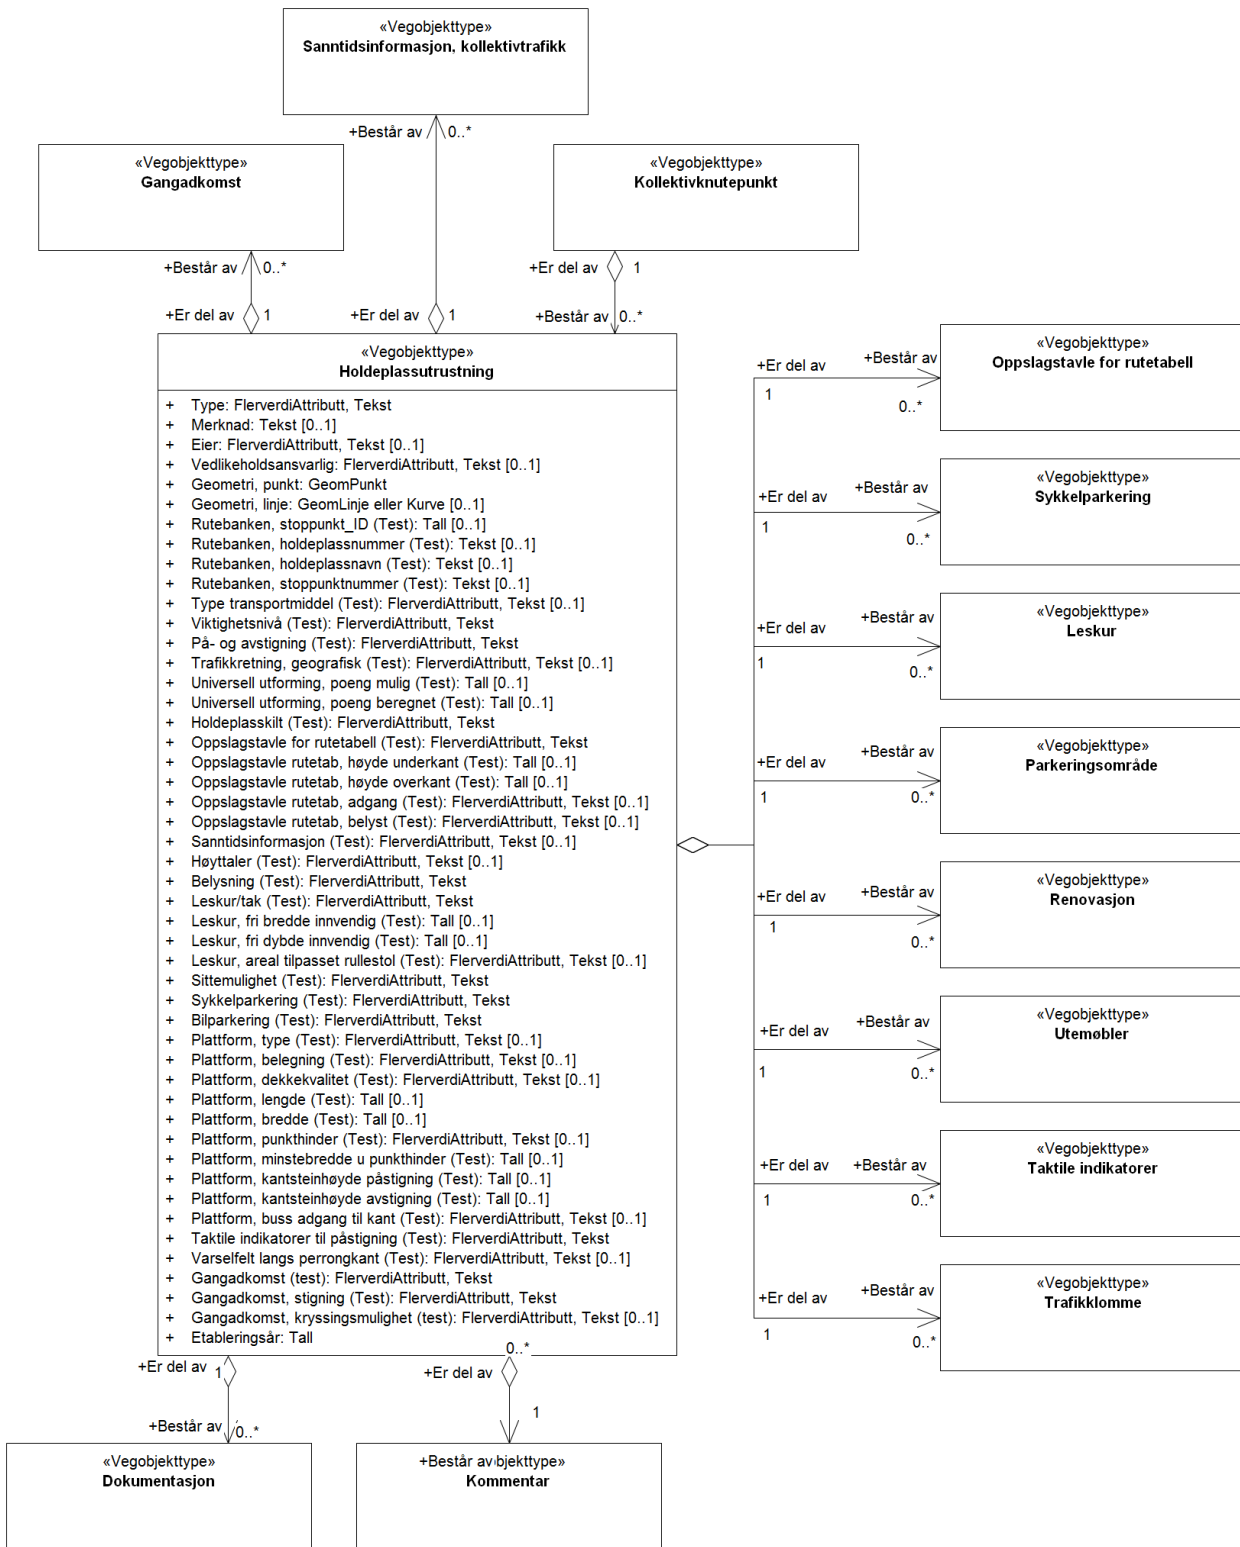 «Vegobjekttype»
Sanntidsinformasjon, kollektivtrafikk
+Består av 0..*
«Vegobjekttype»
Gangadkomst
«Vegobjekttype»
Kollektivknutepunkt
+Består av 0..*
+Er del av 1
+Er del av 1
+Er del av 1
+Består av 0..*
«Vegobjekttype»
Holdeplassutrustning
+ Type: FlerverdiAttributt, Tekst
+ Merknad: Tekst [0..1]
+ Eier: FlerverdiAttributt, Tekst [0..1]
+ Vedlikeholdsansvarlig: FlerverdiAttributt, Tekst [0..1]
+ Geometri, punkt: GeomPunkt
+ Geometri, linje: GeomLinje eller Kurve [0..1]
+ Rutebanken, stoppunkt_ID (Test): Tall [0..1]
+ Rutebanken, holdeplassnummer (Test): Tekst [0..1]
+ Rutebanken, holdeplassnavn (Test): Tekst [0..1]
+ Rutebanken, stoppunktnummer (Test): Tekst [0..1]
+ Type transportmiddel (Test): FlerverdiAttributt, Tekst [0..1]
+ Viktighetsnivå (Test): FlerverdiAttributt, Tekst
+ På- og avstigning (Test): FlerverdiAttributt, Tekst
+ Trafikkretning, geografisk (Test): FlerverdiAttributt, Tekst [0..1]
+ Universell utforming, poeng mulig (Test): Tall [0..1]
+ Universell utforming, poeng beregnet (Test): Tall [0..1]
+ Holdeplasskilt (Test): FlerverdiAttributt, Tekst
+ Oppslagstavle for rutetabell (Test): FlerverdiAttributt, Tekst
+ Oppslagstavle rutetab, høyde underkant (Test): Tall [0..1]
+ Oppslagstavle rutetab, høyde overkant (Test): Tall [0..1]
+ Oppslagstavle rutetab, adgang (Test): FlerverdiAttributt, Tekst [0..1]
+ Oppslagstavle rutetab, belyst (Test): FlerverdiAttributt, Tekst [0..1]
+ Sanntidsinformasjon (Test): FlerverdiAttributt, Tekst [0..1]
+ Høyttaler (Test): FlerverdiAttributt, Tekst [0..1]
+ Belysning (Test): FlerverdiAttributt, Tekst
+ Leskur/tak (Test): FlerverdiAttributt, Tekst
+ Leskur, fri bredde innvendig (Test): Tall [0..1]
+ Leskur, fri dybde innvendig (Test): Tall [0..1]
+ Leskur, areal tilpasset rullestol (Test): FlerverdiAttributt, Tekst [0..1]
+ Sittemulighet (Test): FlerverdiAttributt, Tekst
+ Sykkelparkering (Test): FlerverdiAttributt, Tekst
+ Bilparkering (Test): FlerverdiAttributt, Tekst
+ Plattform, type (Test): FlerverdiAttributt, Tekst [0..1]
+ Plattform, belegning (Test): FlerverdiAttributt, Tekst [0..1]
+ Plattform, dekkekvalitet (Test): FlerverdiAttributt, Tekst [0..1]
+ Plattform, lengde (Test): Tall [0..1]
+ Plattform, bredde (Test): Tall [0..1]
+ Plattform, punkthinder (Test): FlerverdiAttributt, Tekst [0..1]
+ Plattform, minstebredde u punkthinder (Test): Tall [0..1]
+ Plattform, kantsteinhøyde påstigning (Test): Tall [0..1]
+ Plattform, kantsteinhøyde avstigning (Test): Tall [0..1]
+ Plattform, buss adgang til kant (Test): FlerverdiAttributt, Tekst [0..1]
+ Taktile indikatorer til påstigning (Test): FlerverdiAttributt, Tekst
+ Varselfelt langs perrongkant (Test): FlerverdiAttributt, Tekst [0..1]
+ Gangadkomst (test): FlerverdiAttributt, Tekst
+ Gangadkomst, stigning (Test): FlerverdiAttributt, Tekst
+ Gangadkomst, kryssingsmulighet (test): FlerverdiAttributt, Tekst [0..1]
+ Etableringsår: Tall
+Er del av +Består av
1 0..*
«Vegobjekttype»
Oppslagstavle for rutetabell
+Er del av +Består av
1 0..*
«Vegobjekttype»
Sykkelparkering
+Er del av +Består av
1 0..*
«Vegobjekttype»
Leskur
+Er del av +Består av
1 0..*
«Vegobjekttype»
Parkeringsområde
+Er del av +Består av
1 0..*
«Vegobjekttype»
Renovasjon
+Er del av +Består av
1 0..*
«Vegobjekttype»
Utemøbler
+Er del av +Består av
1 0..*
«Vegobjekttype»
Taktile indikatorer
+Er del av +Består av
1 0..*
«Vegobjekttype»
Trafikklomme
+Er del av 1
+Består av 0..*
«Vegobjekttype»
Dokumentasjon
0..*
+Er del av
1
+Består av bjekttype»
Kommentar